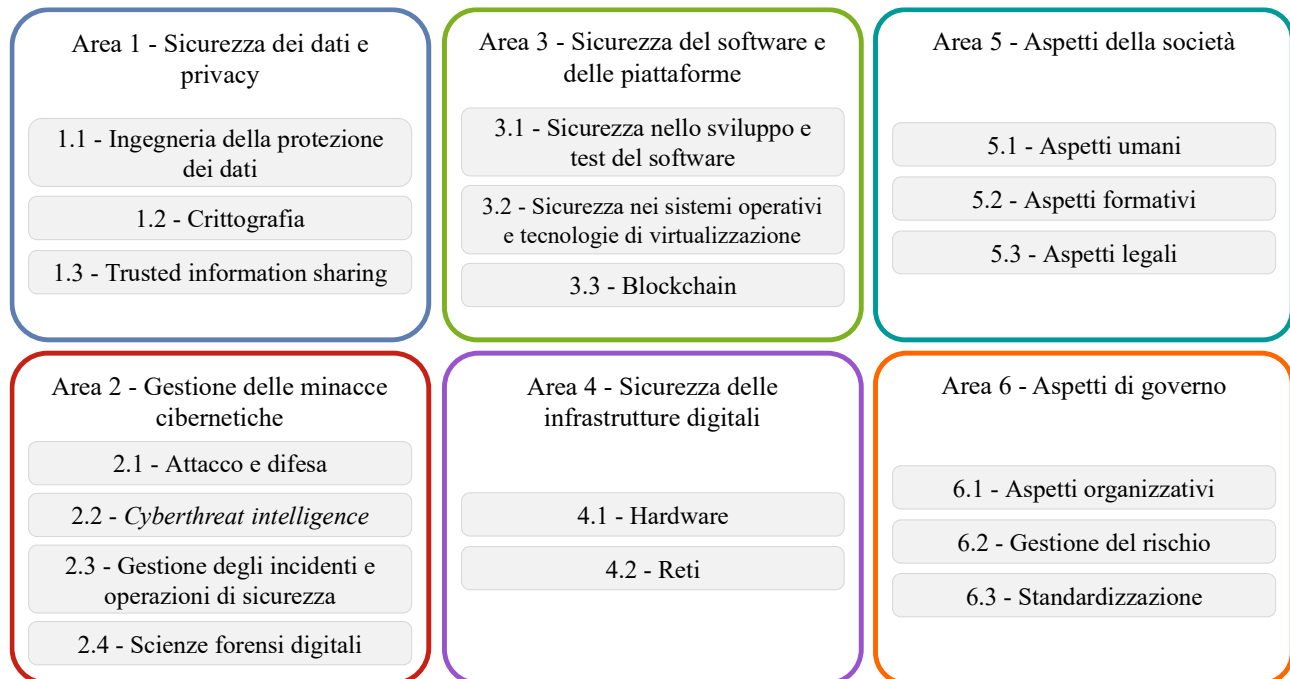 Area 1 - Sicurezza dei dati e
privacy
1.1 - Ingegneria della protezione
dei dati
1.2 - Crittografia
1.3 - Trusted information sharing
Area 3 - Sicurezza del software e
delle piattaforme
3.1 - Sicurezza nello sviluppo e
test del software
3.2 - Sicurezza nei sistemi operativi
e tecnologie di virtualizzazione
3.3 - Blockchain
Area 5 - Aspetti della società
5.1 - Aspetti umani
5.2 - Aspetti formativi
5.3 - Aspetti legali
Area 2 - Gestione delle minacce
cibernetiche
2.1 - Attacco e difesa
2.2 - Cyberthreat intelligence
2.3 - Gestione degli incidenti e
operazioni di sicurezza
2.4 - Scienze forensi digitali
Area 4 - Sicurezza delle
infrastrutture digitali
4.1 - Hardware
4.2 - Reti
Area 6 - Aspetti di governo
6.1 - Aspetti organizzativi
6.2 - Gestione del rischio
6.3 - Standardizzazione